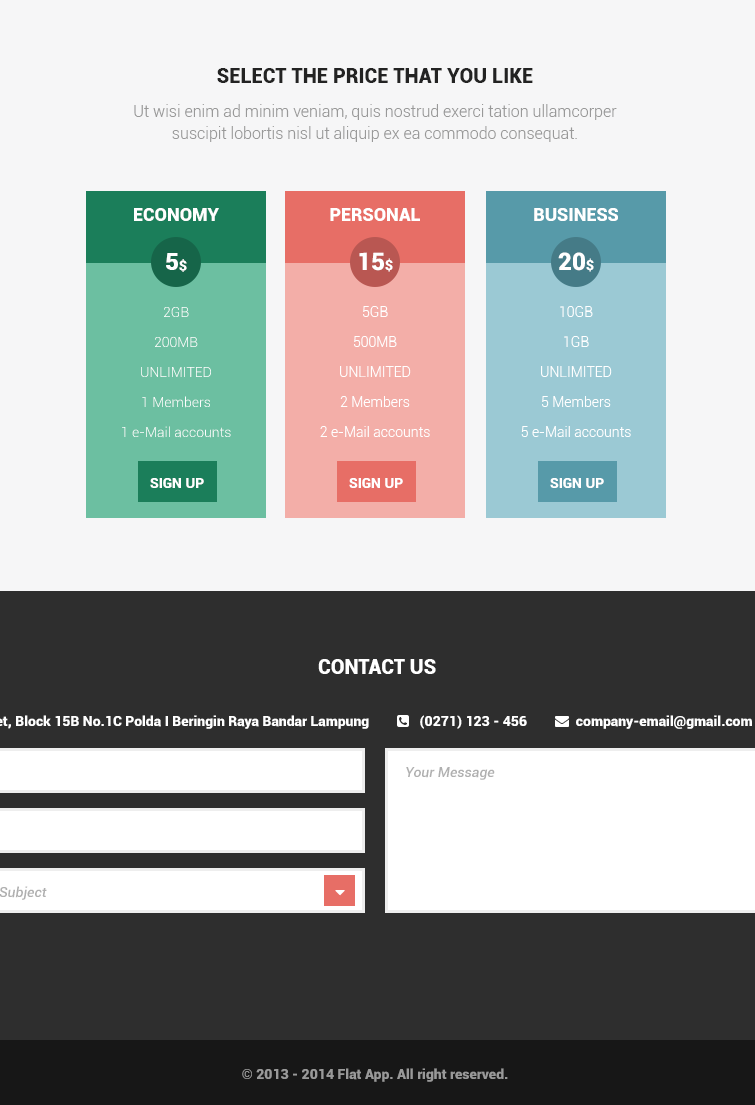 SELECT THE PRICE THAT YOU LIKE
Ut wisi enim ad minim veniam, quis nostrud exerci tation ullamcorper
suscipit lobortis nisl ut aliquip ex ea commodo consequat.
ECONOMY
5$
2GB
200MB
UNLIMITED
1 Members
1 e-Mail accounts
SIGN UP
PERSONAL
15$
5GB
500MB
UNLIMITED
2 Members
2 e-Mail accounts
SIGN UP
BUSINESS
20$
10GB
1GB
UNLIMITED
5 Members
5 e-Mail accounts
SIGN UP
CONTACT US
Block 15B No.1C Polda I Beringin Raya Bandar Lampung
(0271) 123 - 456
company-email@gmail.com
Your Message
Subject
© 2013 - 2014 Flat App. All right reserved.